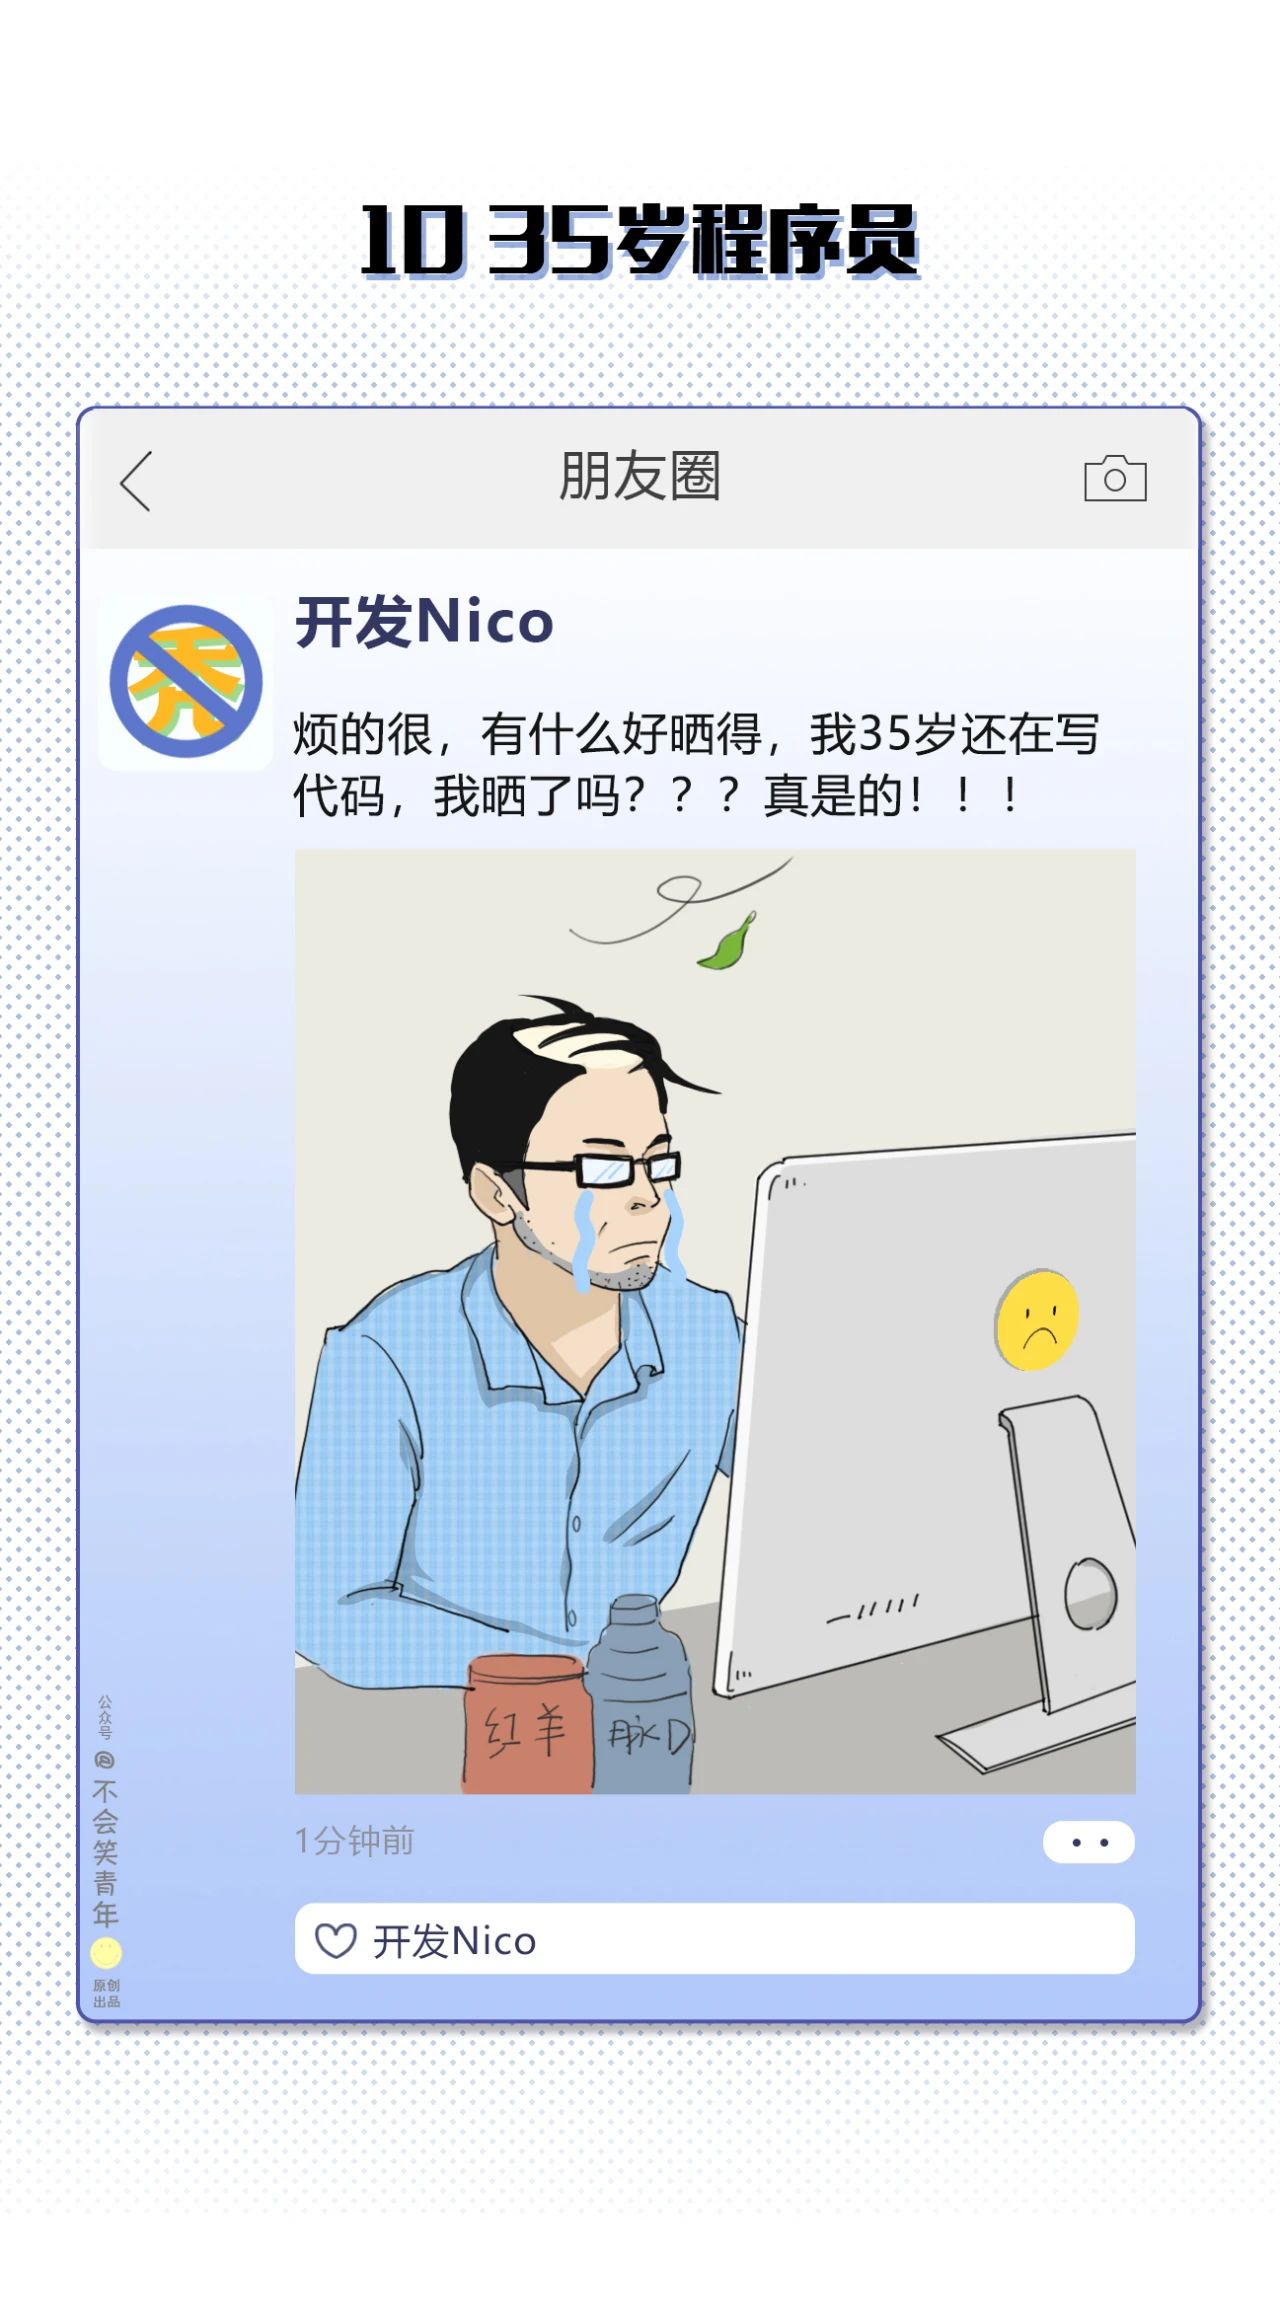 10 35岁程序员
朋友圈
秃
开发Nico
烦的很，有什么好晒得，我35岁还在写
代码，我晒了吗？？？真是的！！！
红羊
脉D
1分钟前
开发Nico
公众号
@不会笑青年
原创
出品